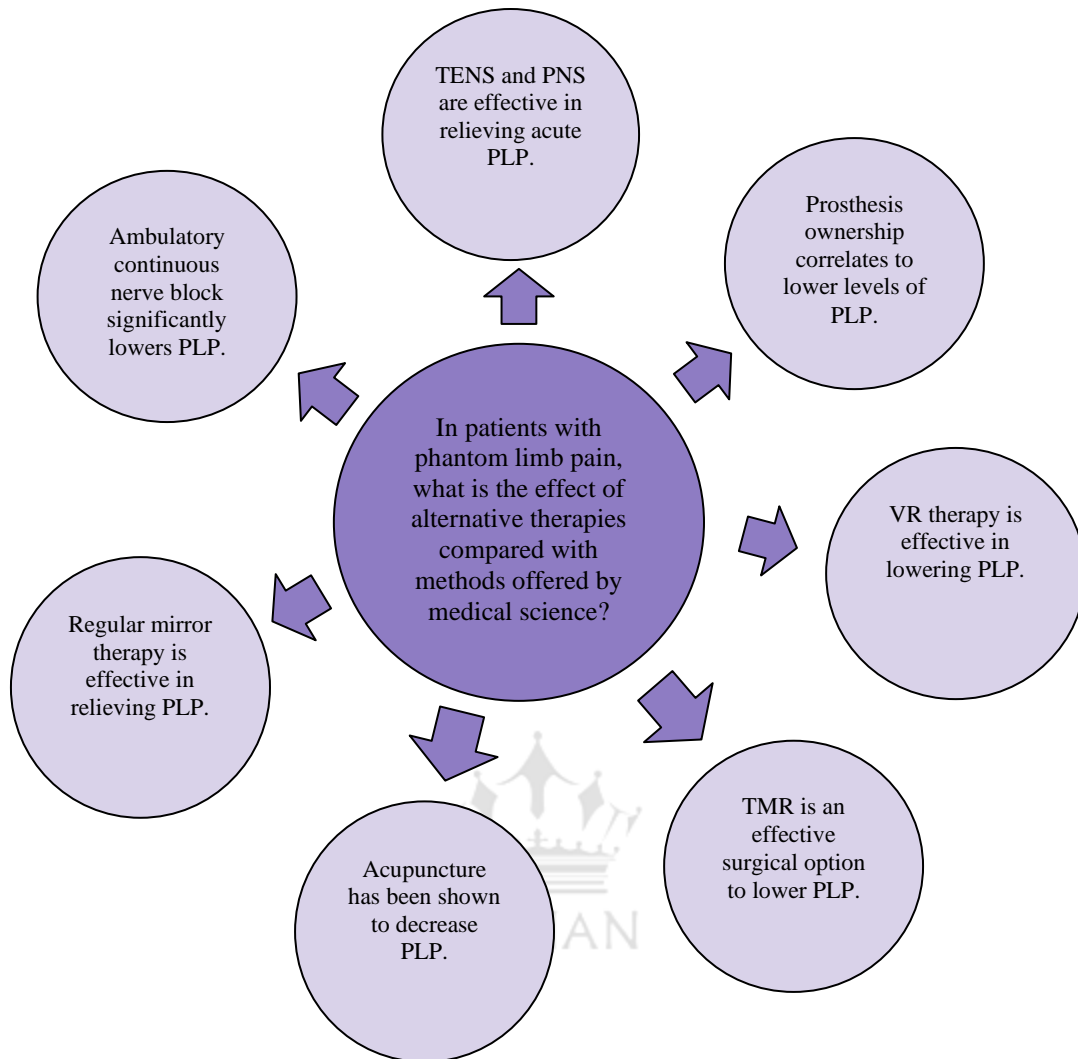 TENS and PNS
are effective in
relieving acute
PLP.
Prosthesis
ownership
correlates to
lower levels of
PLP.
Ambulatory
continuous
nerve block
significantly
lowers PLP.
In patients with
phantom limb pain,
what is the effect of
alternative therapies
compared with
methods offered by
medical science?
VR therapy is
effective in
lowering PLP.
Regular mirror
therapy is
effective in
relieving PLP.
TMR is an
effective
surgical option
to lower PLP.
Acupuncture
has been shown
to decrease
PLP.
AN